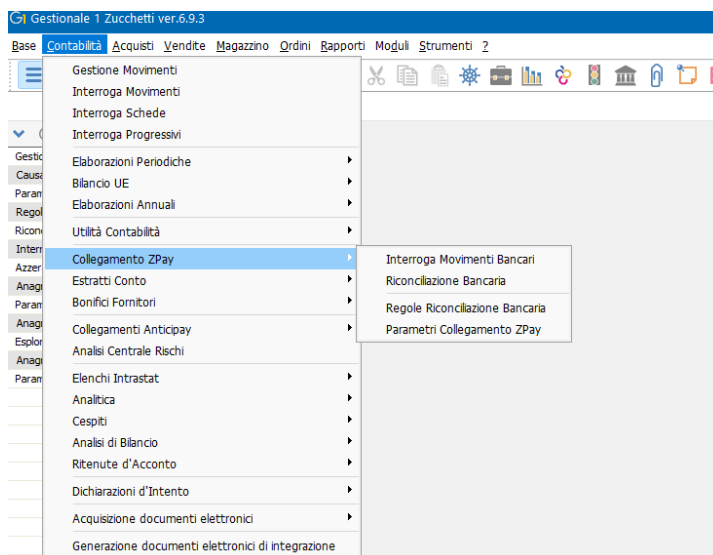 Gestionale 1 Zucchetti ver.6.9.3
Base Contabilità Acquisti Vendite Magazzino Ordini Rapporti Moduli Strumenti ?
Gestione Movimenti
Interroga Movimenti
Interroga Schede
Interroga Progressivi
Elaborazioni Periodiche
Bilancio UE
Elaborazioni Annuali
Utilità Contabilità
Collegamento ZPay
Estratti Conto
Bonifici Fornitori
Collegamenti Anticipay
Analisi Centrale Rischi
Elenchi Intrastat
Analitica
Cespiti
Analisi di Bilancio
Ritenute d'Acconto
Dichiarazioni d'Intento
Acquisizione documenti elettronici
Generazione documenti elettronici di integrazione
Interroga Movimenti Bancari
Riconciliazione Bancaria
Regole Riconciliazione Bancaria
Parametri Collegamento ZPay